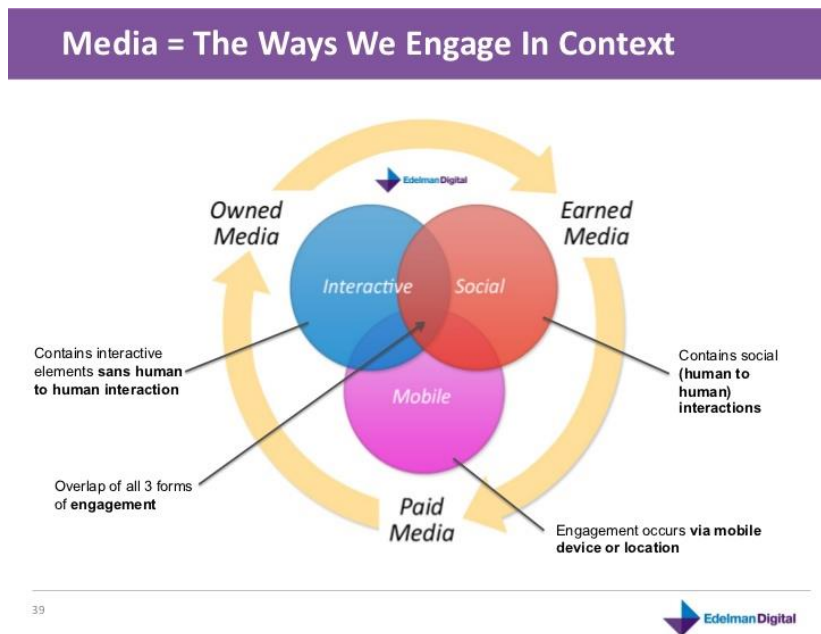 Media = The Ways We Engage In Context
EdelmanDigital
Owned
Media
Earned
Media
Interactive
Social
Contains interactive
elements sans human
to human interaction
Contains social
(human to
human)
interactions
Mobile
Overlap of all 3 forms
of engagement
Paid
Media
Engagement occurs via mobile
device or location
39
EdelmanDigital